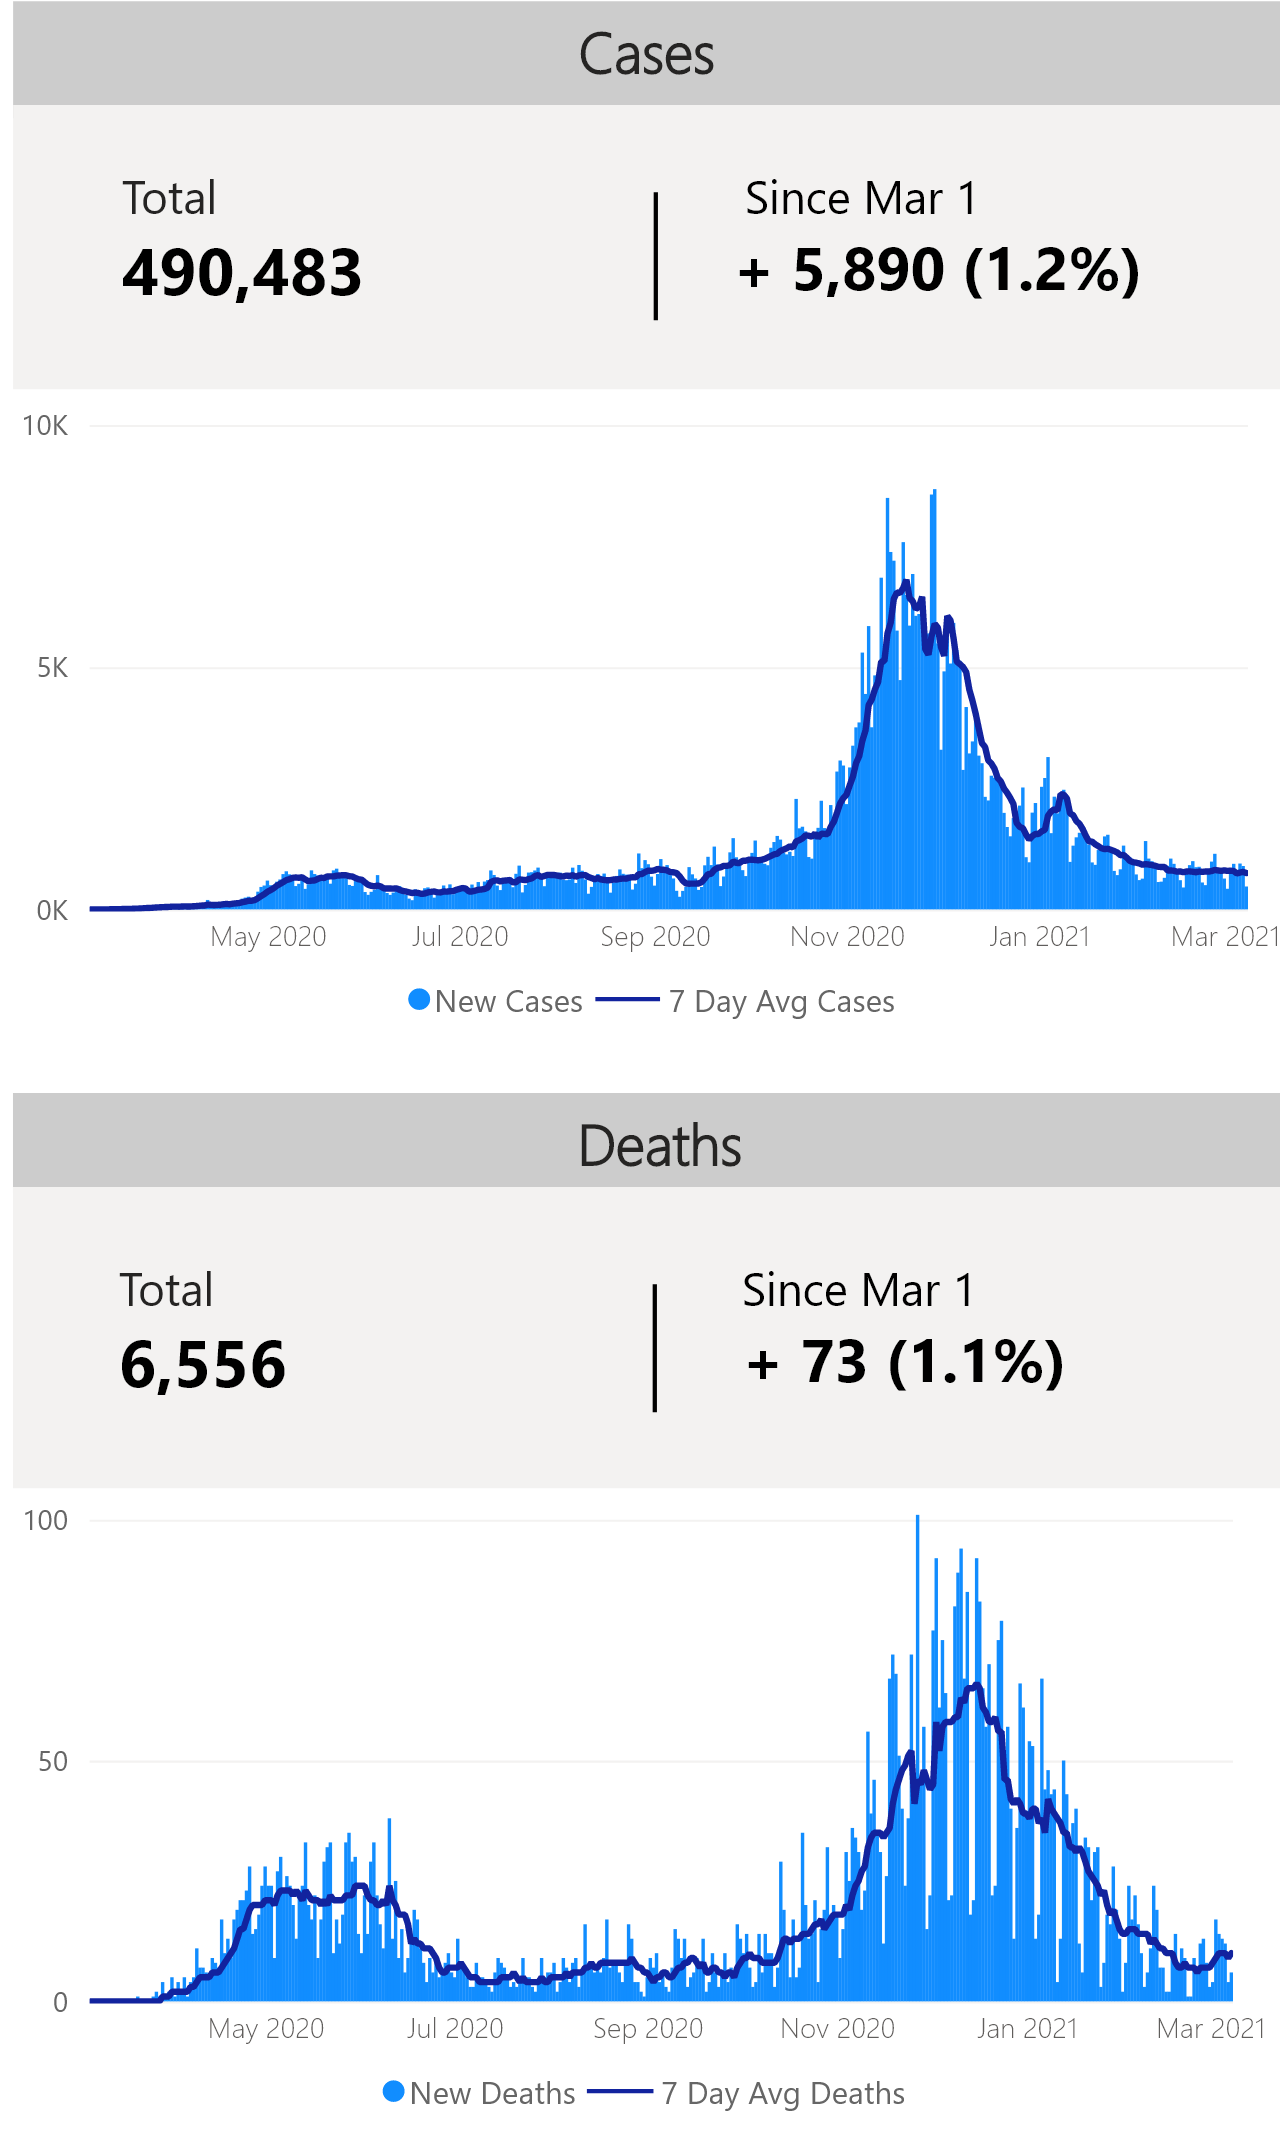 Cases
Total
Since Mar 1
490,483
+ 5,890 (1.2%)
10K
5K
0K
May 2020 Jul 2020 Sep 2020 Nov 2020 Jan 2021 Mar 2021
New Cases 7 Day Avg Cases
Deaths
Total
Since Mar 1
6,556
+ 73 (1.1%)
100
50
0
May 2020 Jul 2020 Sep 2020 Nov 2020 Jan 2021 Mar 2021
New Deaths 7 Day Avg Deaths